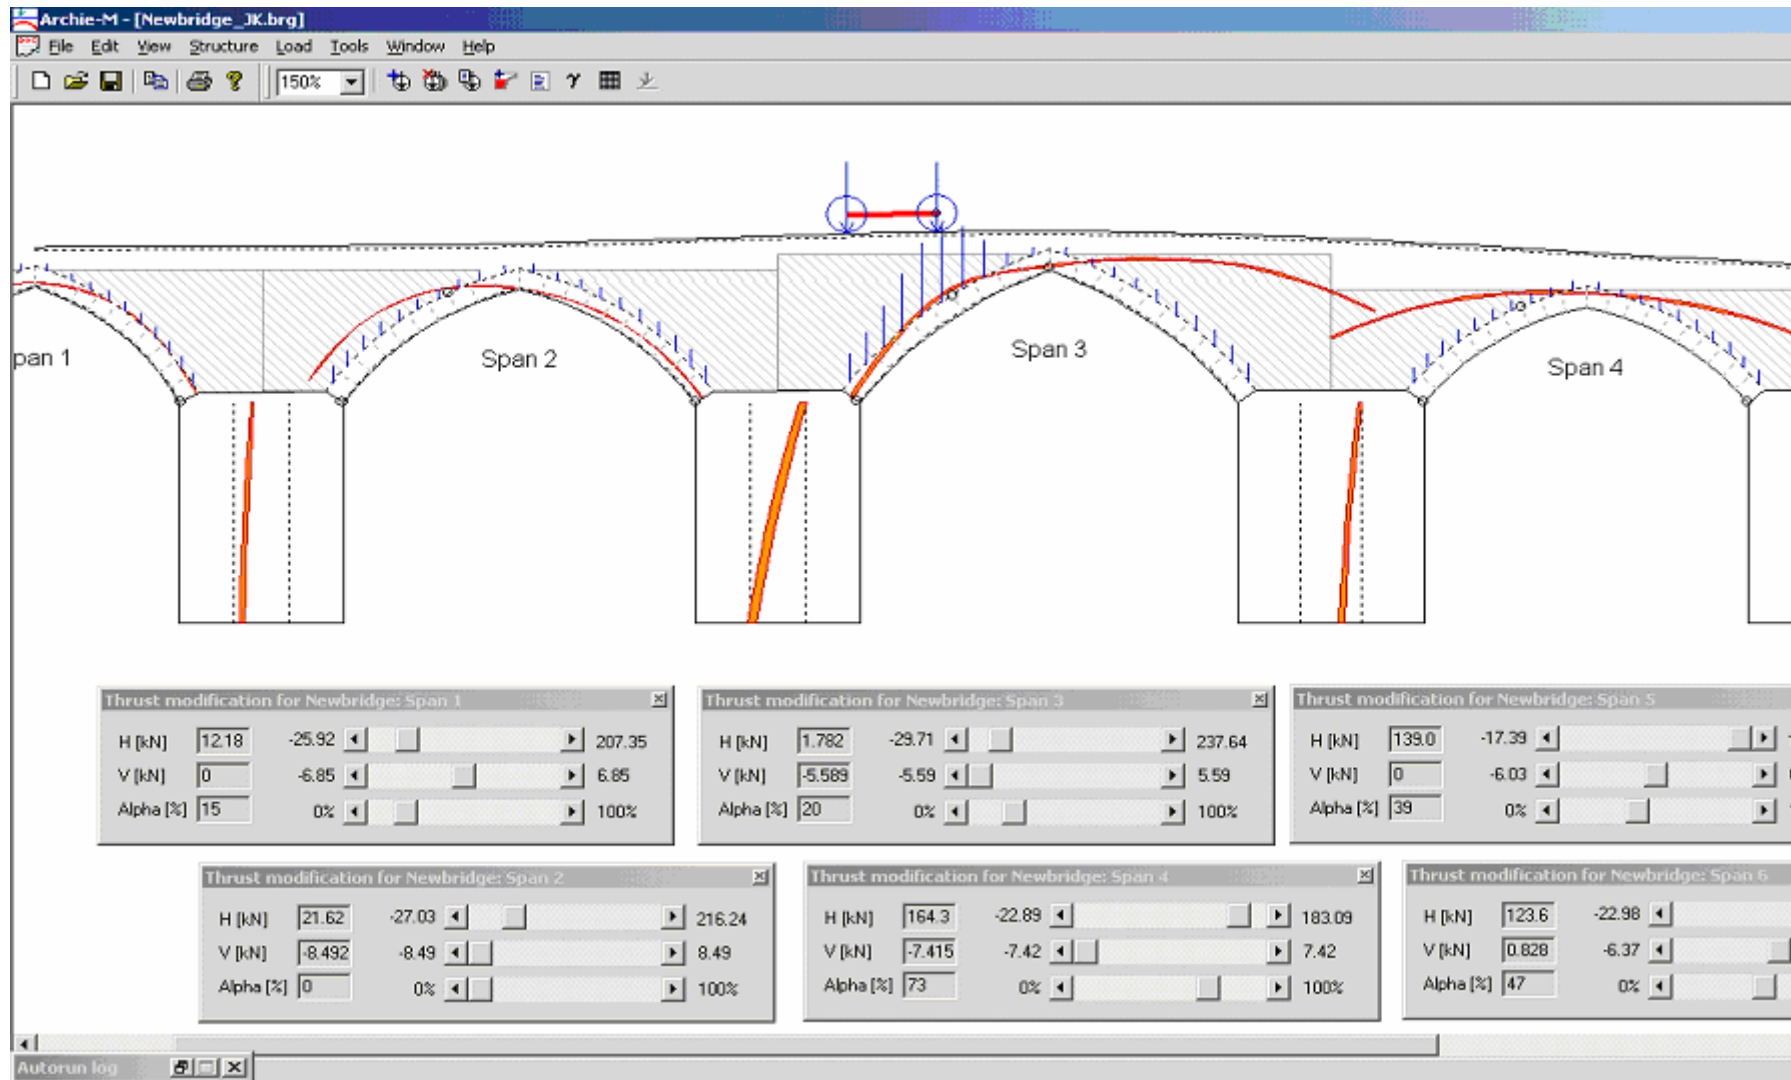 Archie-M - [Newbridge_JK.brg]
File Edit View Structure Load Tools Window Help
150%
pan 1
Span 2
Span 3
Span 4
Thrust modification for Newbridge: Span 1
H [kN] 12.18 -25.92 207.35
V [kN] 0 -6.85 6.85
Alpha [%] 15 0% 100%
Thrust modification for Newbridge: Span 3
H [kN] 1.782 -29.71 237.64
V [kN] -5.589 -5.59 5.59
Alpha [%] 20 0% 100%
Thrust modification for Newbridge: Span 5
H [kN] 139.0 -17.39
V [kN] 0 -6.03
Alpha [%] 39 0%
Thrust modification for Newbridge: Span 2
H [kN] 21.62 -27.03 216.24
V [kN] -8.492 -8.49 8.49
Alpha [%] 0 0% 100%
Thrust modification for Newbridge: Span 4
H [kN] 164.3 -22.89 183.09
V [kN] -7.415 -7.42 7.42
Alpha [%] 73 0% 100%
Thrust modification for Newbridge: Span 6
H [kN] 123.6 -22.98
V [kN] 0.828 -6.37
Alpha [%] 47 0%
Autorun log